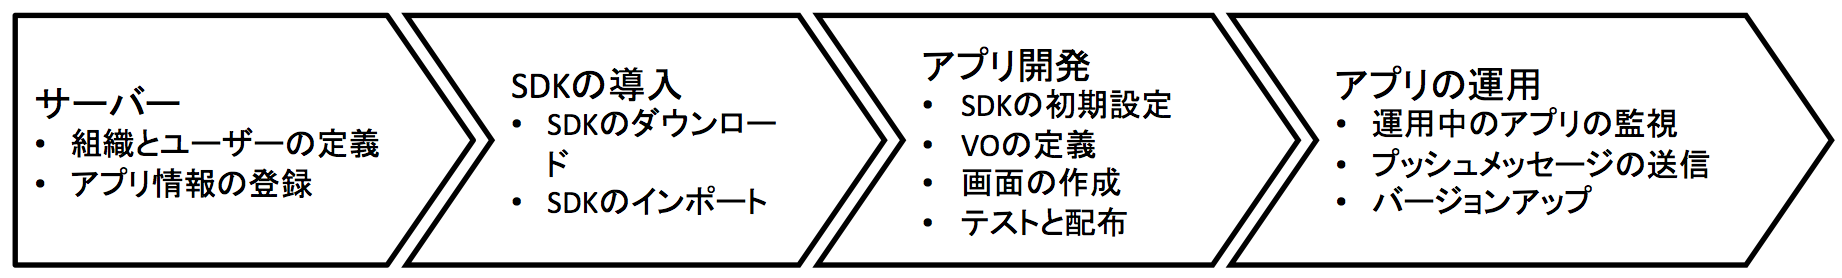 サーバー
• 組織とユーザーの定義
• アプリ情報の登録
SDKの導入
• SDKのダウンロー
ド
• SDKのインポート
アプリ開発
• SDKの初期設定
• VOの定義
• 画面の作成
• テストと配布
アプリの運用
• 運用中のアプリの監視
• プッシュメッセージの送信
• バージョンアップ